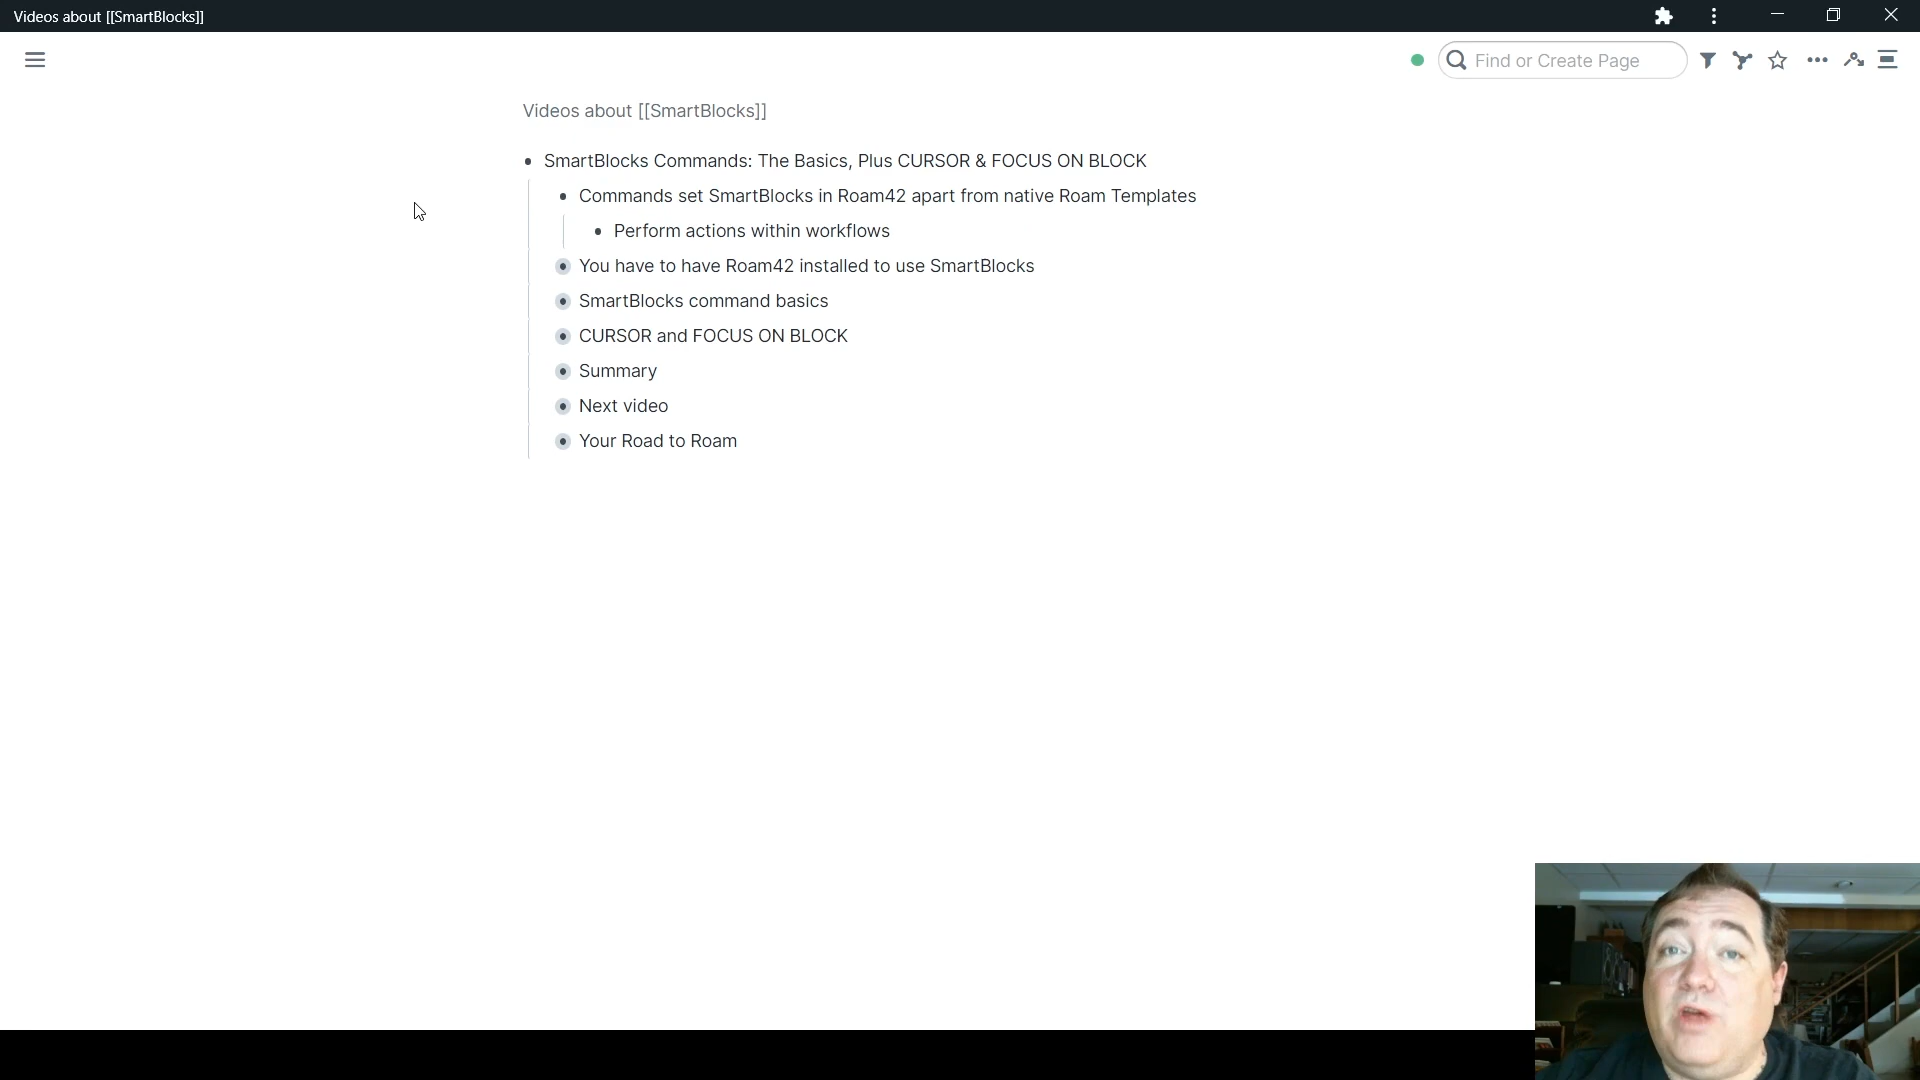 Videos about [[SmartBlocks]]
Find or Create Page
Videos about [[SmartBlocks]]
SmartBlocks Commands: The Basics, Plus CURSOR & FOCUS ON BLOCK
Commands set SmartBlocks in Roam42 apart from native Roam Templates
Perform actions within workflows
You have to have Roam42 installed to use SmartBlocks
SmartBlocks command basics
CURSOR and FOCUS ON BLOCK
Summary
Next video
Your Road to Roam